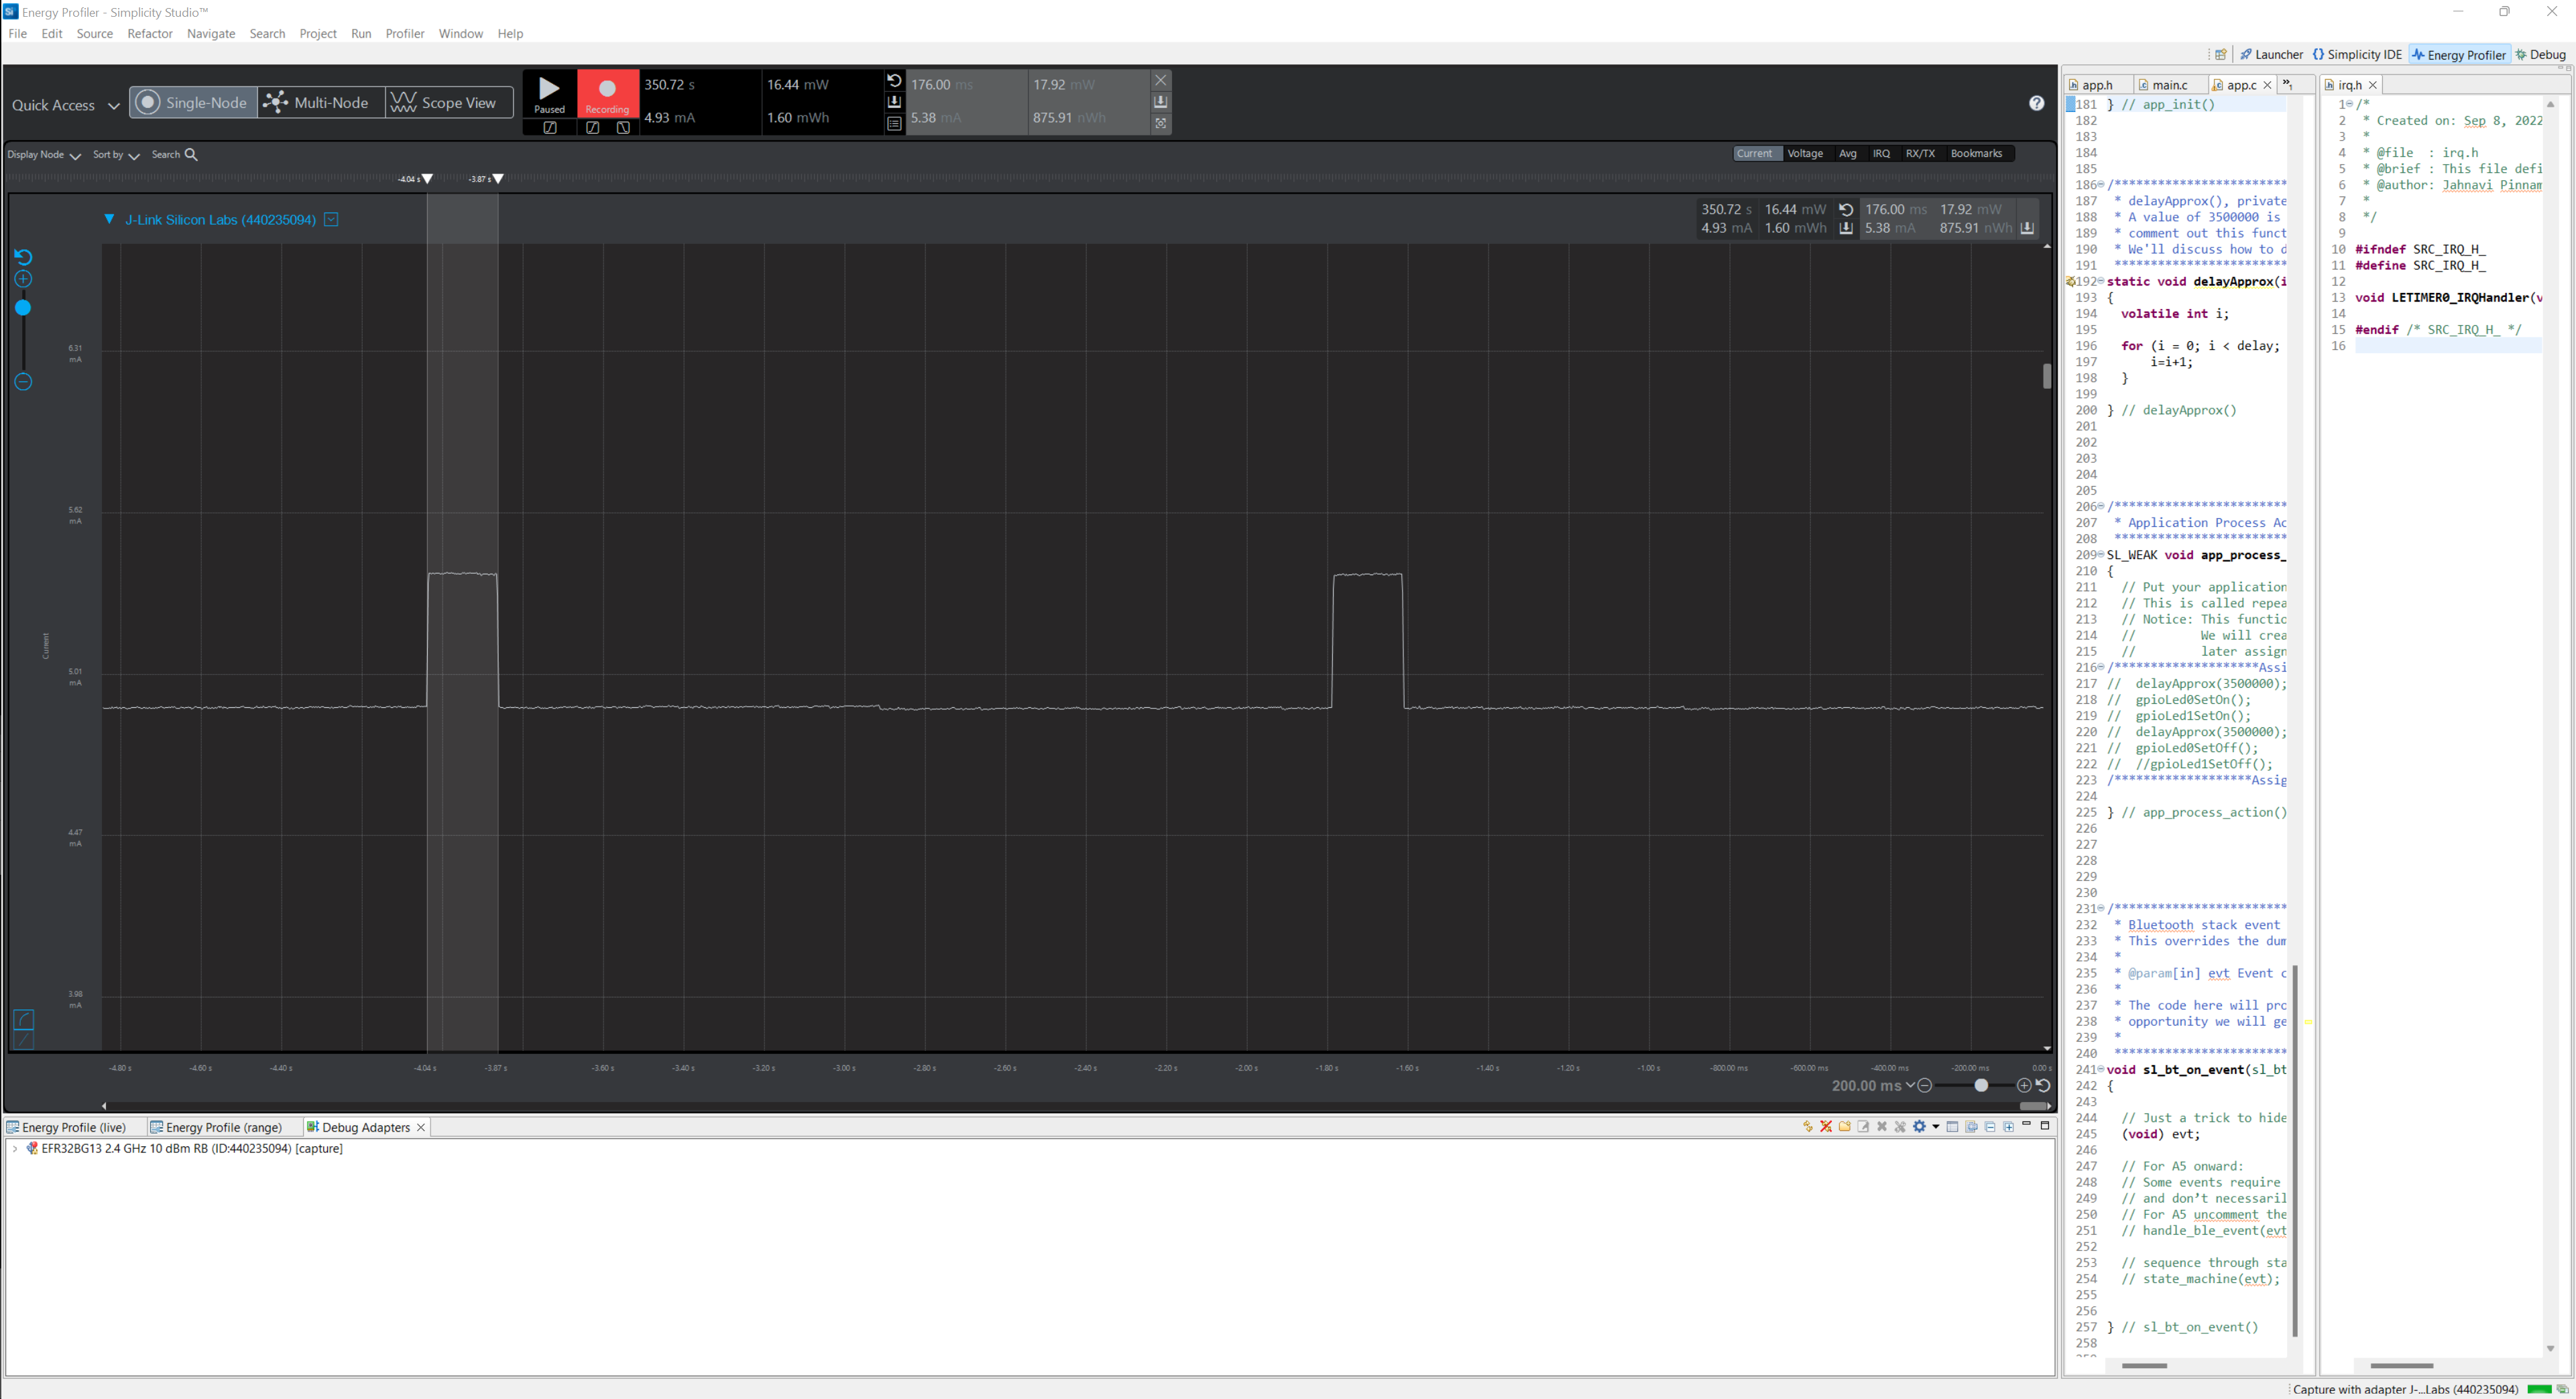 Energy Profiler - Simplicity Studio™
File Edit Source Refactor Navigate Search Project Run Profiler Window Help
Launcher Simplicity IDE Energy Profiler Debug
Quick Access Single-Node Multi-Node Scope View
Paused Recording
350.72 s 16.44 mW 176.00 ms 17.92 mW
4.93 mA 1.60 mWh 5.38 mA 875.91 nWh
Display Node Sort by Search
Current Voltage Avg IRQ RX/TX Bookmarks
-4.04 s -3.87 s
J-Link Silicon Labs (440235094)
350.72 s 16.44 mW 176.00 ms 17.92 mW
4.93 mA 1.60 mWh 5.38 mA 875.91 nWh
6.31
mA
5.62
mA
Current
5.01
mA
4.47
mA
3.98
mA
-4.80 s -4.60 s -4.40 s -4.04 s -3.87 s -3.60 s -3.40 s -3.20 s -3.00 s -2.80 s -2.60 s -2.40 s -2.20 s -2.00 s -1.80 s -1.60 s -1.40 s -1.20 s -1.00 s -800.00 ms -600.00 ms -400.00 ms -200.00 ms 0.00 s
200.00 ms
Energy Profile (live) Energy Profile (range) Debug Adapters
EFR32BG13 2.4 GHz 10 dBm RB (ID:440235094) [capture]
app.h main.c app.c
181 } // app_init()
182
183
184
185
186 /************************
187 * delayApprox(), private
188 * A value of 3500000 is
189 * comment out this funct
190 * We'll discuss how to d
191 ************************
192 static void delayApprox(i
193 {
194 volatile int i;
195
196 for (i = 0; i < delay;
197 i=i+1;
198 }
199
200 } // delayApprox()
201
202
203
204
205
206 /************************
207 * Application Process Ac
208 ************************
209 SL_WEAK void app_process_
210 {
211 // Put your application
212 // This is called repea
213 // Notice: This functio
214 // We will crea
215 // later assign
216 /********************Assi
217 // delayApprox(3500000);
218 // gpioLed0SetOn();
219 // gpioLed1SetOn();
220 // delayApprox(3500000);
221 // gpioLed0SetOff();
222 // //gpioLed1SetOff();
223 /*******************Assig
224
225 } // app_process_action()
226
227
228
229
230
231 /************************
232 * Bluetooth stack event
233 * This overrides the dum
234 *
235 * @param[in] evt Event c
236 *
237 * The code here will pro
238 * opportunity we will ge
239 *
240 ************************
241 void sl_bt_on_event(sl_bt
242 {
243
244 // Just a trick to hide
245 (void) evt;
246
247 // For A5 onward:
248 // Some events require
249 // and don't necessaril
250 // For A5 uncomment the
251 // handle_ble_event(evt
252
253 // sequence through sta
254 // state_machine(evt);
255
256
257 } // sl_bt_on_event()
258
irq.h
1 /*
2 * Created on: Sep 8, 2022
3 *
4 * @file : irq.h
5 * @brief : This file defi
6 * @author: Jahnavi Pinnam
7 *
8 */
9
10 #ifndef SRC_IRQ_H_
11 #define SRC_IRQ_H_
12
13 void LETIMER0_IRQHandler(v
14
15 #endif /* SRC_IRQ_H_ */
16
Capture with adapter J-...Labs (440235094)